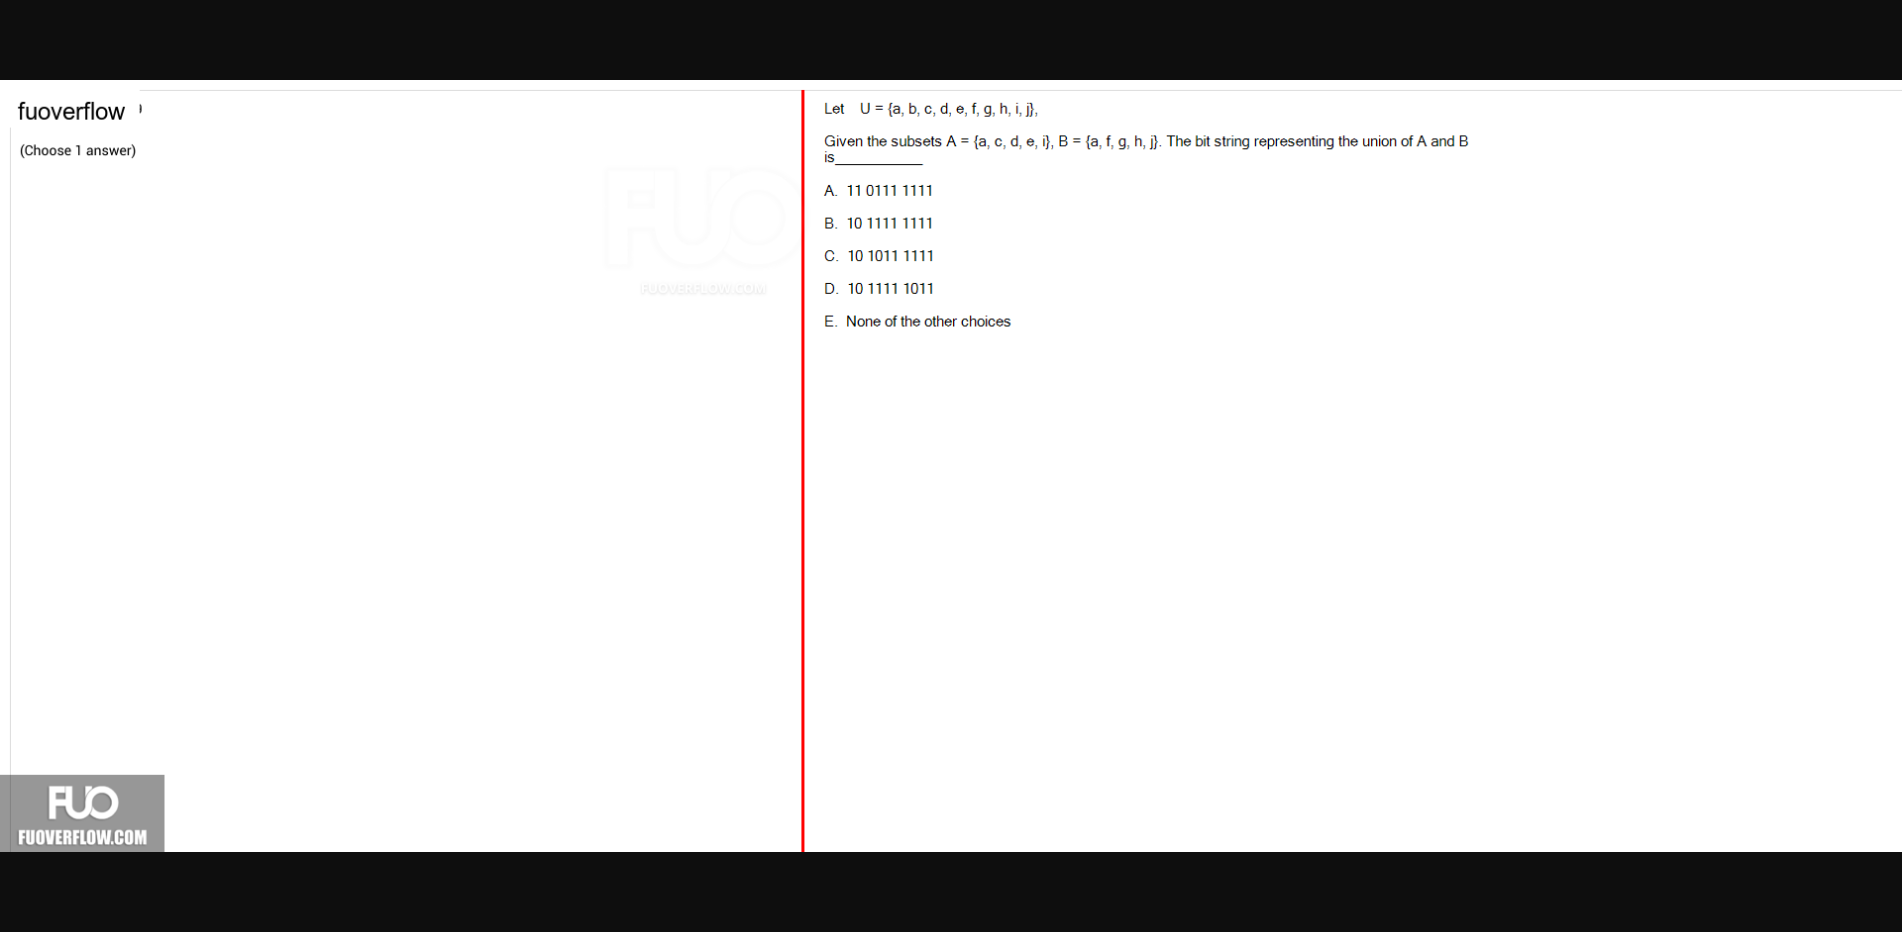 fuoverflow
(Choose 1 answer)
FUO
FUOVERFLOW.COM
Let U = {a, b, c, d, e, f, g, h, i, j},
Given the subsets A = {a, c, d, e, i}, B = {a, f, g, h, j}. The bit string representing the union of A and B
is___________
A. 11 0111 1111
B. 10 1111 1111
C. 10 1011 1111
D. 10 1111 1011
E. None of the other choices
FUO
FUOVERFLOW.COM